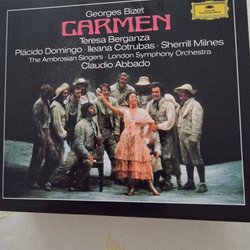 Georges Bizet
CARMEN
Teresa Berganza
Plácido Domingo · Ileana Cotrubas · Sherrill Milnes
The Ambrosian Singers · London Symphony Orchestra
Claudio Abbado